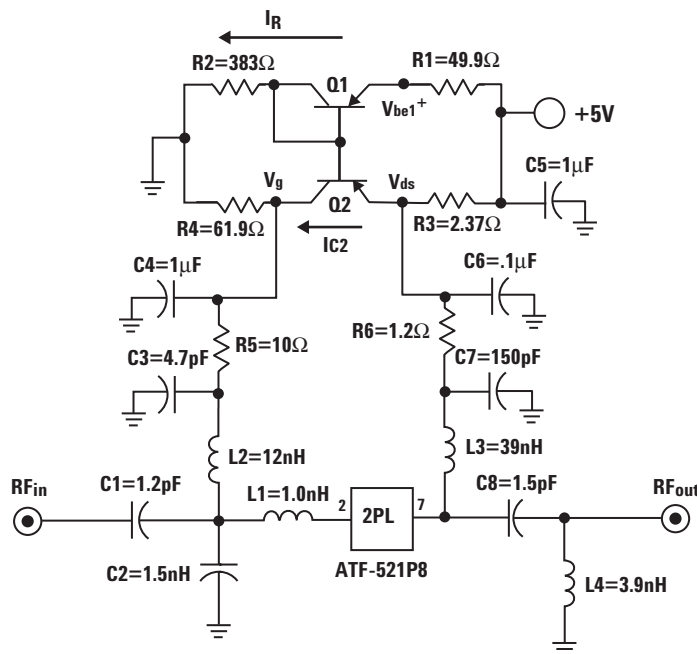 IR
R2=383Ω
Q1
R1=49.9Ω
Vbe1+
+5V
Vg
Q2
Vds
C5=1μF
R4=61.9Ω
IC2
R3=2.37Ω
C4=1μF
C6=.1μF
R5=10Ω
R6=1.2Ω
C3=4.7pF
C7=150pF
L2=12nH
L3=39nH
RFin
C1=1.2pF
L1=1.0nH
2
2PL
7
C8=1.5pF
RFout
C2=1.5nH
ATF-521P8
L4=3.9nH